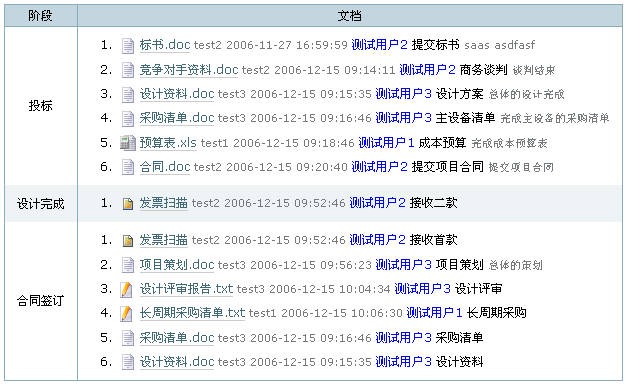 阶段 文档
投标
1. 标书.doc test2 2006-11-27 16:59:59 测试用户2 提交标书 saas asdfasf
2. 竞争对手资料.doc test2 2006-12-15 09:14:11 测试用户2 商务谈判 谈判结束
3. 设计资料.doc test3 2006-12-15 09:15:35 测试用户3 设计方案 总体的设计完成
4. 采购清单.doc test3 2006-12-15 09:16:46 测试用户3 主设备清单 完成主设备的采购清单
5. 预算表.xls test1 2006-12-15 09:18:46 测试用户1 成本预算 完成成本预算表
6. 合同.doc test2 2006-12-15 09:20:40 测试用户2 提交项目合同 提交项目合同
设计完成
1. 发票扫描 test2 2006-12-15 09:52:46 测试用户2 接收二款
合同签订
1. 发票扫描 test2 2006-12-15 09:52:46 测试用户2 接收首款
2. 项目策划.doc test3 2006-12-15 09:56:23 测试用户3 项目策划 总体的策划
3. 设计评审报告.txt test3 2006-12-15 10:04:34 测试用户3 设计评审
4. 长周期采购清单.txt test1 2006-12-15 10:06:30 测试用户1 长周期采购
5. 采购清单.doc test3 2006-12-15 09:16:46 测试用户3 采购清单
6. 设计资料.doc test3 2006-12-15 09:15:35 测试用户3 设计资料